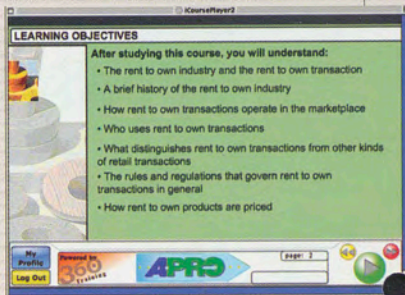 iCoursePlayer2
LEARNING OBJECTIVES
After studying this course, you will understand:
• The rent to own industry and the rent to own transaction
• A brief history of the rent to own industry
• How rent to own transactions operate in the marketplace
• Who uses rent to own transactions
• What distinguishes rent to own transactions from other kinds
of retail transactions
• The rules and regulations that govern rent to own
transactions in general
• How rent to own products are priced
My
Profile
Log Out
Powered by
360
Training
APRO
page: 2